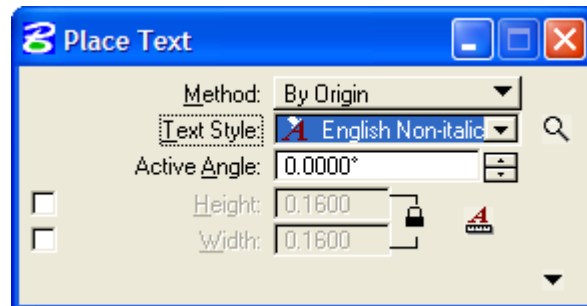 Place Text
Method: By Origin
Text Style: A English Non-italic
Active Angle: 0.0000°
Height: 0.1600
Width: 0.1600